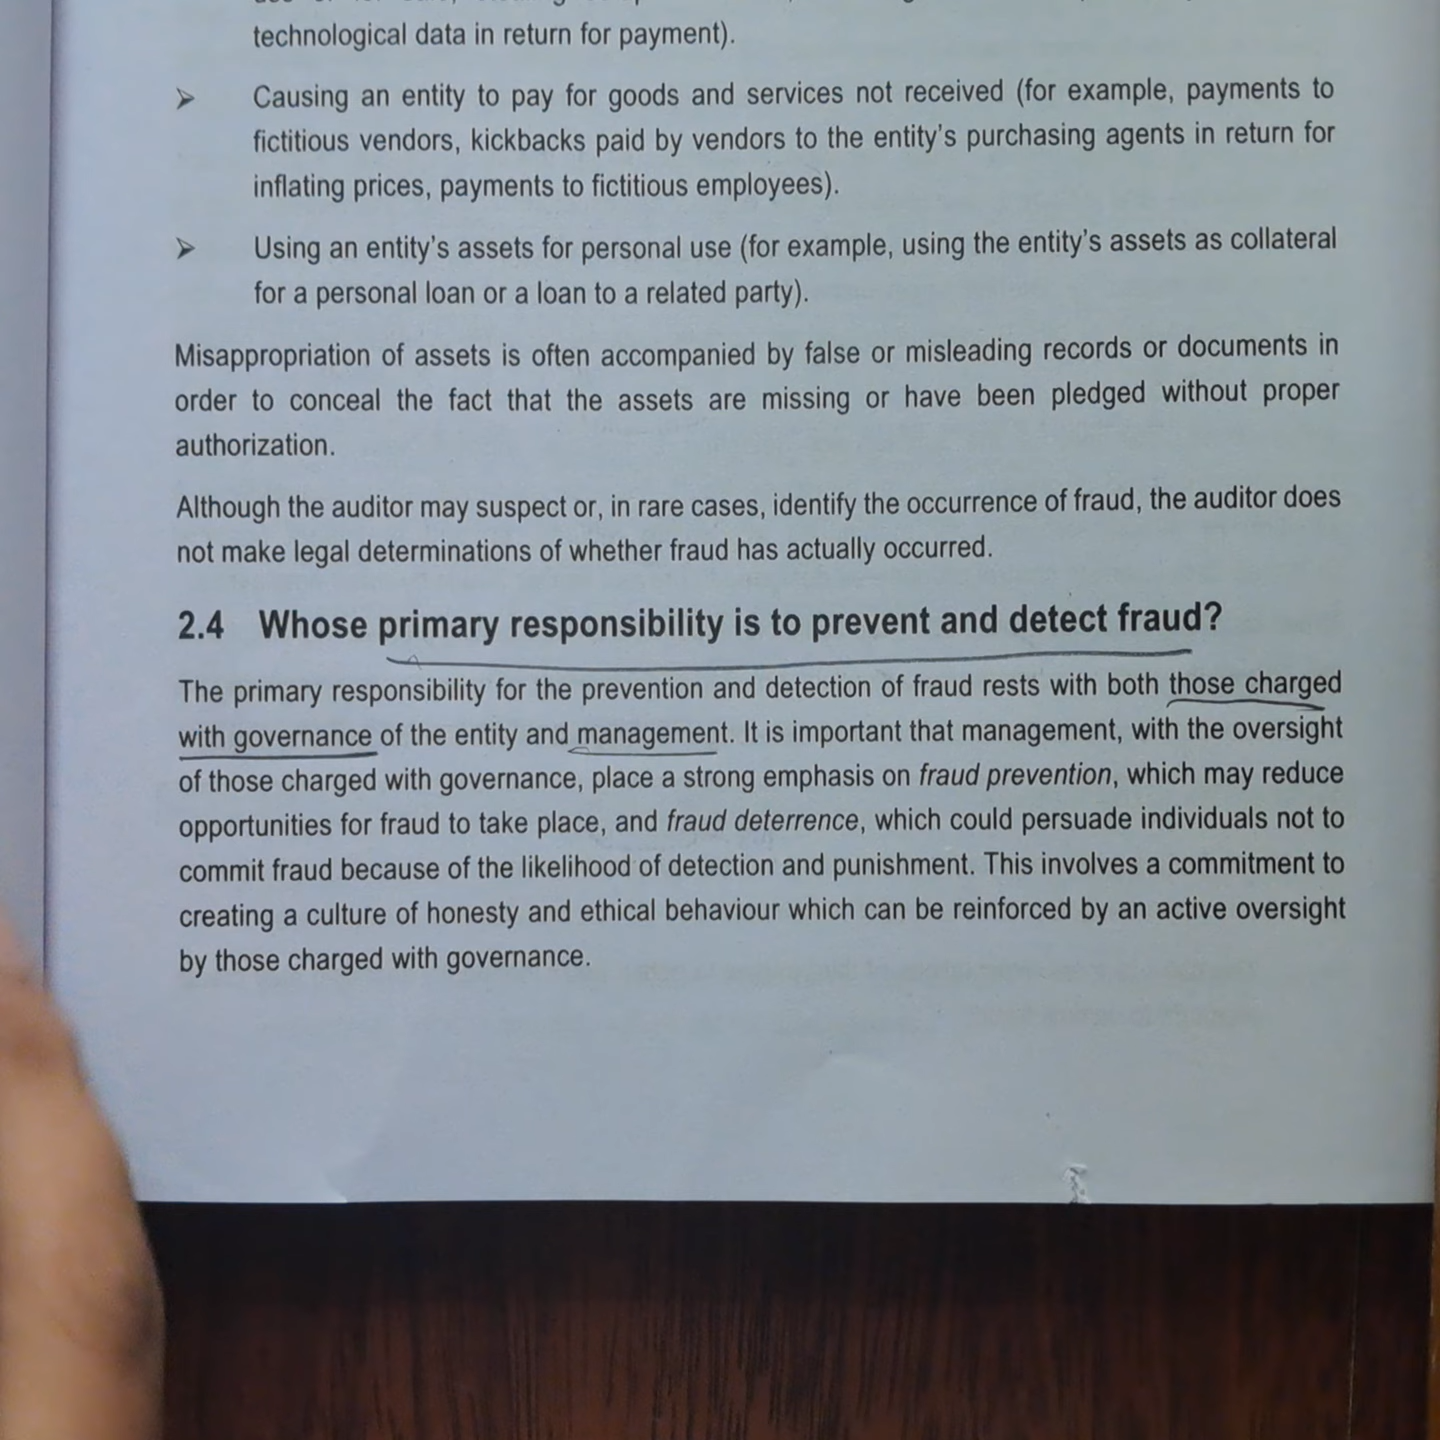 technological data in return for payment).
➢ Causing an entity to pay for goods and services not received (for example, payments to
fictitious vendors, kickbacks paid by vendors to the entity's purchasing agents in return for
inflating prices, payments to fictitious employees).
➢ Using an entity's assets for personal use (for example, using the entity's assets as collateral
for a personal loan or a loan to a related party).
Misappropriation of assets is often accompanied by false or misleading records or documents in
order to conceal the fact that the assets are missing or have been pledged without proper
authorization.
Although the auditor may suspect or, in rare cases, identify the occurrence of fraud, the auditor does
not make legal determinations of whether fraud has actually occurred.
2.4 Whose primary responsibility is to prevent and detect fraud?
The primary responsibility for the prevention and detection of fraud rests with both those charged
with governance of the entity and management. It is important that management, with the oversight
of those charged with governance, place a strong emphasis on fraud prevention, which may reduce
opportunities for fraud to take place, and fraud deterrence, which could persuade individuals not to
commit fraud because of the likelihood of detection and punishment. This involves a commitment to
creating a culture of honesty and ethical behaviour which can be reinforced by an active oversight
by those charged with governance.